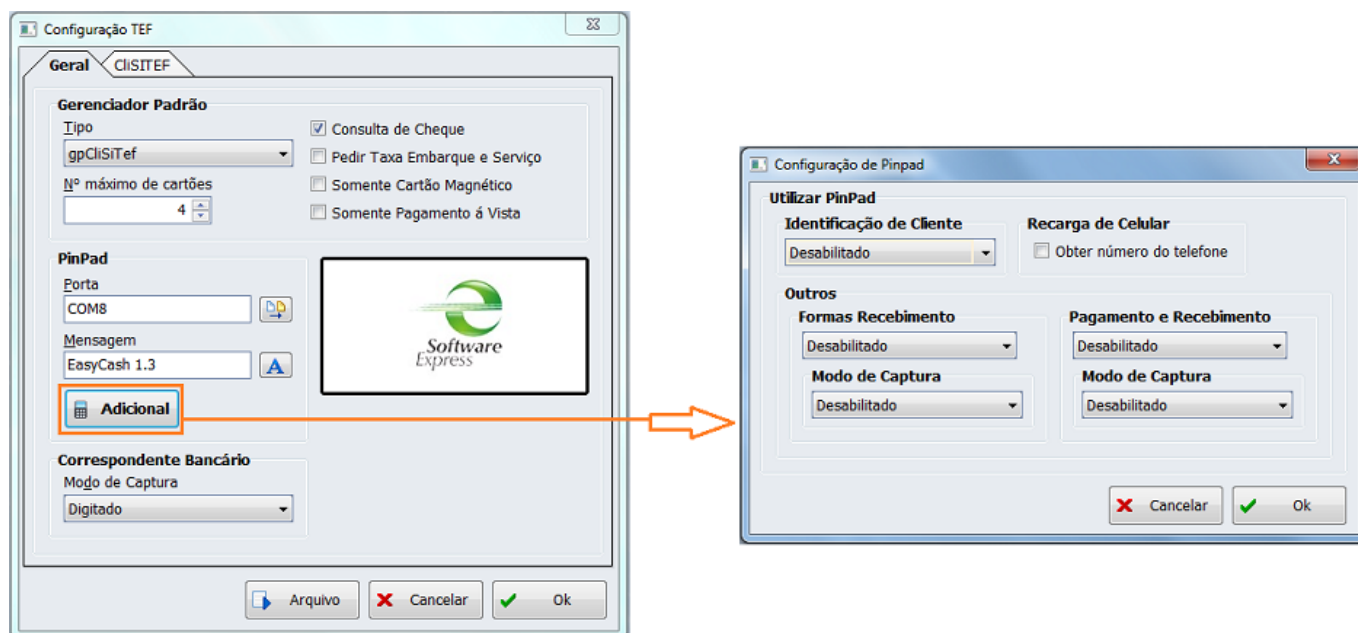 Configuração TEF
Geral
CliSITEF
Gerenciador Padrão
Tipo
gpCliSiTef
Nº máximo de cartões
4
Consulta de Cheque
Pedir Taxa Embarque e Serviço
Somente Cartão Magnético
Somente Pagamento á Vista
PinPad
Porta
COM8
Mensagem
EasyCash 1.3
A
Adicional
Software
Express
Correspondente Bancário
Modo de Captura
Digitado
Arquivo
Cancelar
Ok
Configuração de Pinpad
Utilizar PinPad
Identificação de Cliente
Desabilitado
Recarga de Celular
Obter número do telefone
Outros
Formas Recebimento
Desabilitado
Modo de Captura
Desabilitado
Pagamento e Recebimento
Desabilitado
Modo de Captura
Desabilitado
Cancelar
Ok